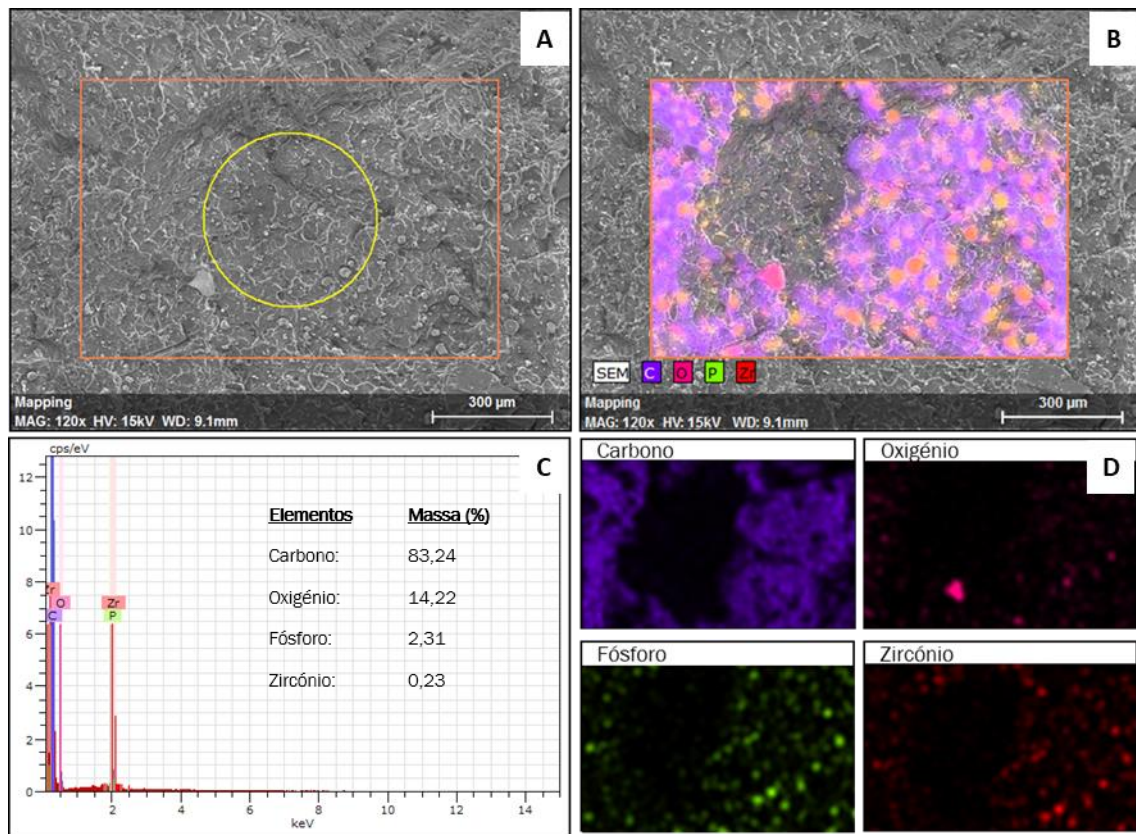 A
Mapping
MAG: 120x HV: 15kV WD: 9.1mm
300 µm
B
SEM C O P Zr
Mapping
MAG: 120x HV: 15kV WD: 9.1mm
300 µm
C
cps/eV
12
10
8
6
4
2
0
Zr
O
C
Zr
P
2 4 6 8 10 12 14
keV
Elementos Massa (%)
Carbono: 83,24
Oxigénio: 14,22
Fósforo: 2,31
Zircónio: 0,23
D
Carbono
Oxigénio
Fósforo
Zircónio